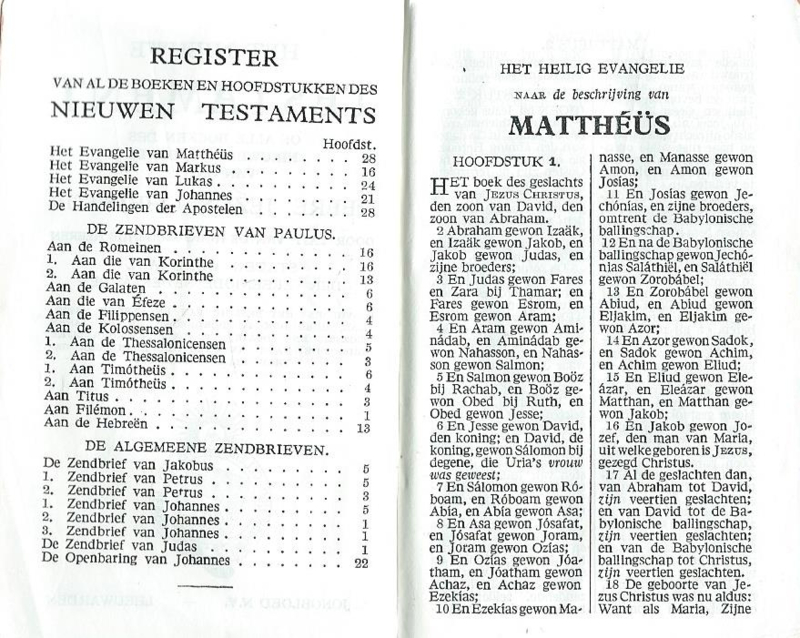 REGISTER
VAN AL DE BOEKEN EN HOOFDSTUKKEN DES
NIEUWEN TESTAMENTS
Hoofdst.
Het Evangelie van Matthéüs . . . . . . . . 28
Het Evangelie van Markus . . . . . . . . 16
Het Evangelie van Lukas . . . . . . . . . 24
Het Evangelie van Johannes . . . . . . . . 21
De Handelingen der Apostelen . . . . . . . 28
DE ZENDBRIEVEN VAN PAULUS.
Aan de Romeinen . . . . . . . . . . 16
1. Aan die van Korinthe . . . . . . . . 16
2. Aan die van Korinthe . . . . . . . . 13
Aan de Galaten . . . . . . . . . . 6
Aan die van Éfeze . . . . . . . . . . 6
Aan de Filippensen . . . . . . . . . . 4
Aan de Kolossensen . . . . . . . . . . 4
1. Aan de Thessalonicensen . . . . . . . 5
2. Aan de Thessalonicensen . . . . . . . 3
1. Aan Timótheüs . . . . . . . . . . 6
2. Aan Timótheüs . . . . . . . . . . 4
Aan Titus . . . . . . . . . . . . 3
Aan Filémon . . . . . . . . . . . . 1
Aan de Hebreën . . . . . . . . . . 13
DE ALGEMEENE ZENDBRIEVEN.
De Zendbrief van Jakobus . . . . . . . . 5
1. Zendbrief van Petrus . . . . . . . . 5
2. Zendbrief van Petrus . . . . . . . . 3
1. Zendbrief van Johannes . . . . . . . . 5
2. Zendbrief van Johannes . . . . . . . . 1
3. Zendbrief van Johannes . . . . . . . . 1
De Zendbrief van Judas . . . . . . . . 1
De Openbaring van Johannes . . . . . . . 22
HET HEILIG EVANGELIE
NAAR de beschrijving van
MATTHÉÜS
HOOFDSTUK 1.
HET boek des geslachts
van JEZUS CHRISTUS,
den zoon van David, den
zoon van Abraham.
2 Abraham gewon Izaäk,
en Izaäk gewon Jakob, en
Jakob gewon Judas, en
zijne broeders;
3 En Judas gewon Fares
en Zara bij Thamar; en
Fares gewon Esrom, en
Esrom gewon Aram;
4 En Aram gewon Ami-
nádab, en Aminádab ge-
won Nahasson, en Nahas-
son gewon Salmon;
5 En Salmon gewon Boöz
bij Rachab, en Boöz ge-
won Obed bij Ruth, en
Obed gewon Jesse;
6 En Jesse gewon David,
den koning; en David, de
koning, gewon Sálomon bij
degene, die Uria's vrouw
was geweest;
7 En Sálomon gewon Ró-
boam, en Róboam gewon
Abía, en Abía gewon Asa;
8 En Asa gewon Jósafat,
en Jósafat gewon Joram,
en Joram gewon Ozías;
9 En Ozías gewon Jóa-
tham, en Jóatham gewon
Achaz, en Achaz gewon
Ezekías;
10 En Ezekías gewon Ma-
nasse, en Manasse gewon
Amon, en Amon gewon
Josías;
11 En Josías gewon Je-
chónias, en zijne broeders,
omtrent de Babylonische
ballingschap.
12 En na de Babylonische
ballingschap gewon Jechó-
nias Saláthiël, en Saláthiël
gewon Zorobábel;
13 En Zorobábel gewon
Abíud, en Abíud gewon
Eljakim, en Eljakim ge-
won Azor;
14 En Azor gewon Sadok,
en Sadok gewon Achim,
en Achim gewon Elíud;
15 En Elíud gewon Ele-
ázar, en Eleázar gewon
Matthan, en Matthan ge-
won Jakob;
16 En Jakob gewon Jo-
zef, den man van Maria,
uit welke geboren is JEZUS,
gezegd Christus.
17 Al de geslachten dan,
van Abraham tot David,
zijn veertien geslachten;
en van David tot de Ba-
bylonische ballingschap,
zijn veertien geslachten;
en van de Babylonische
ballingschap tot Christus,
zijn veertien geslachten.
18 De geboorte van Je-
zus Christus was nu aldus:
Want als Maria, Zijne